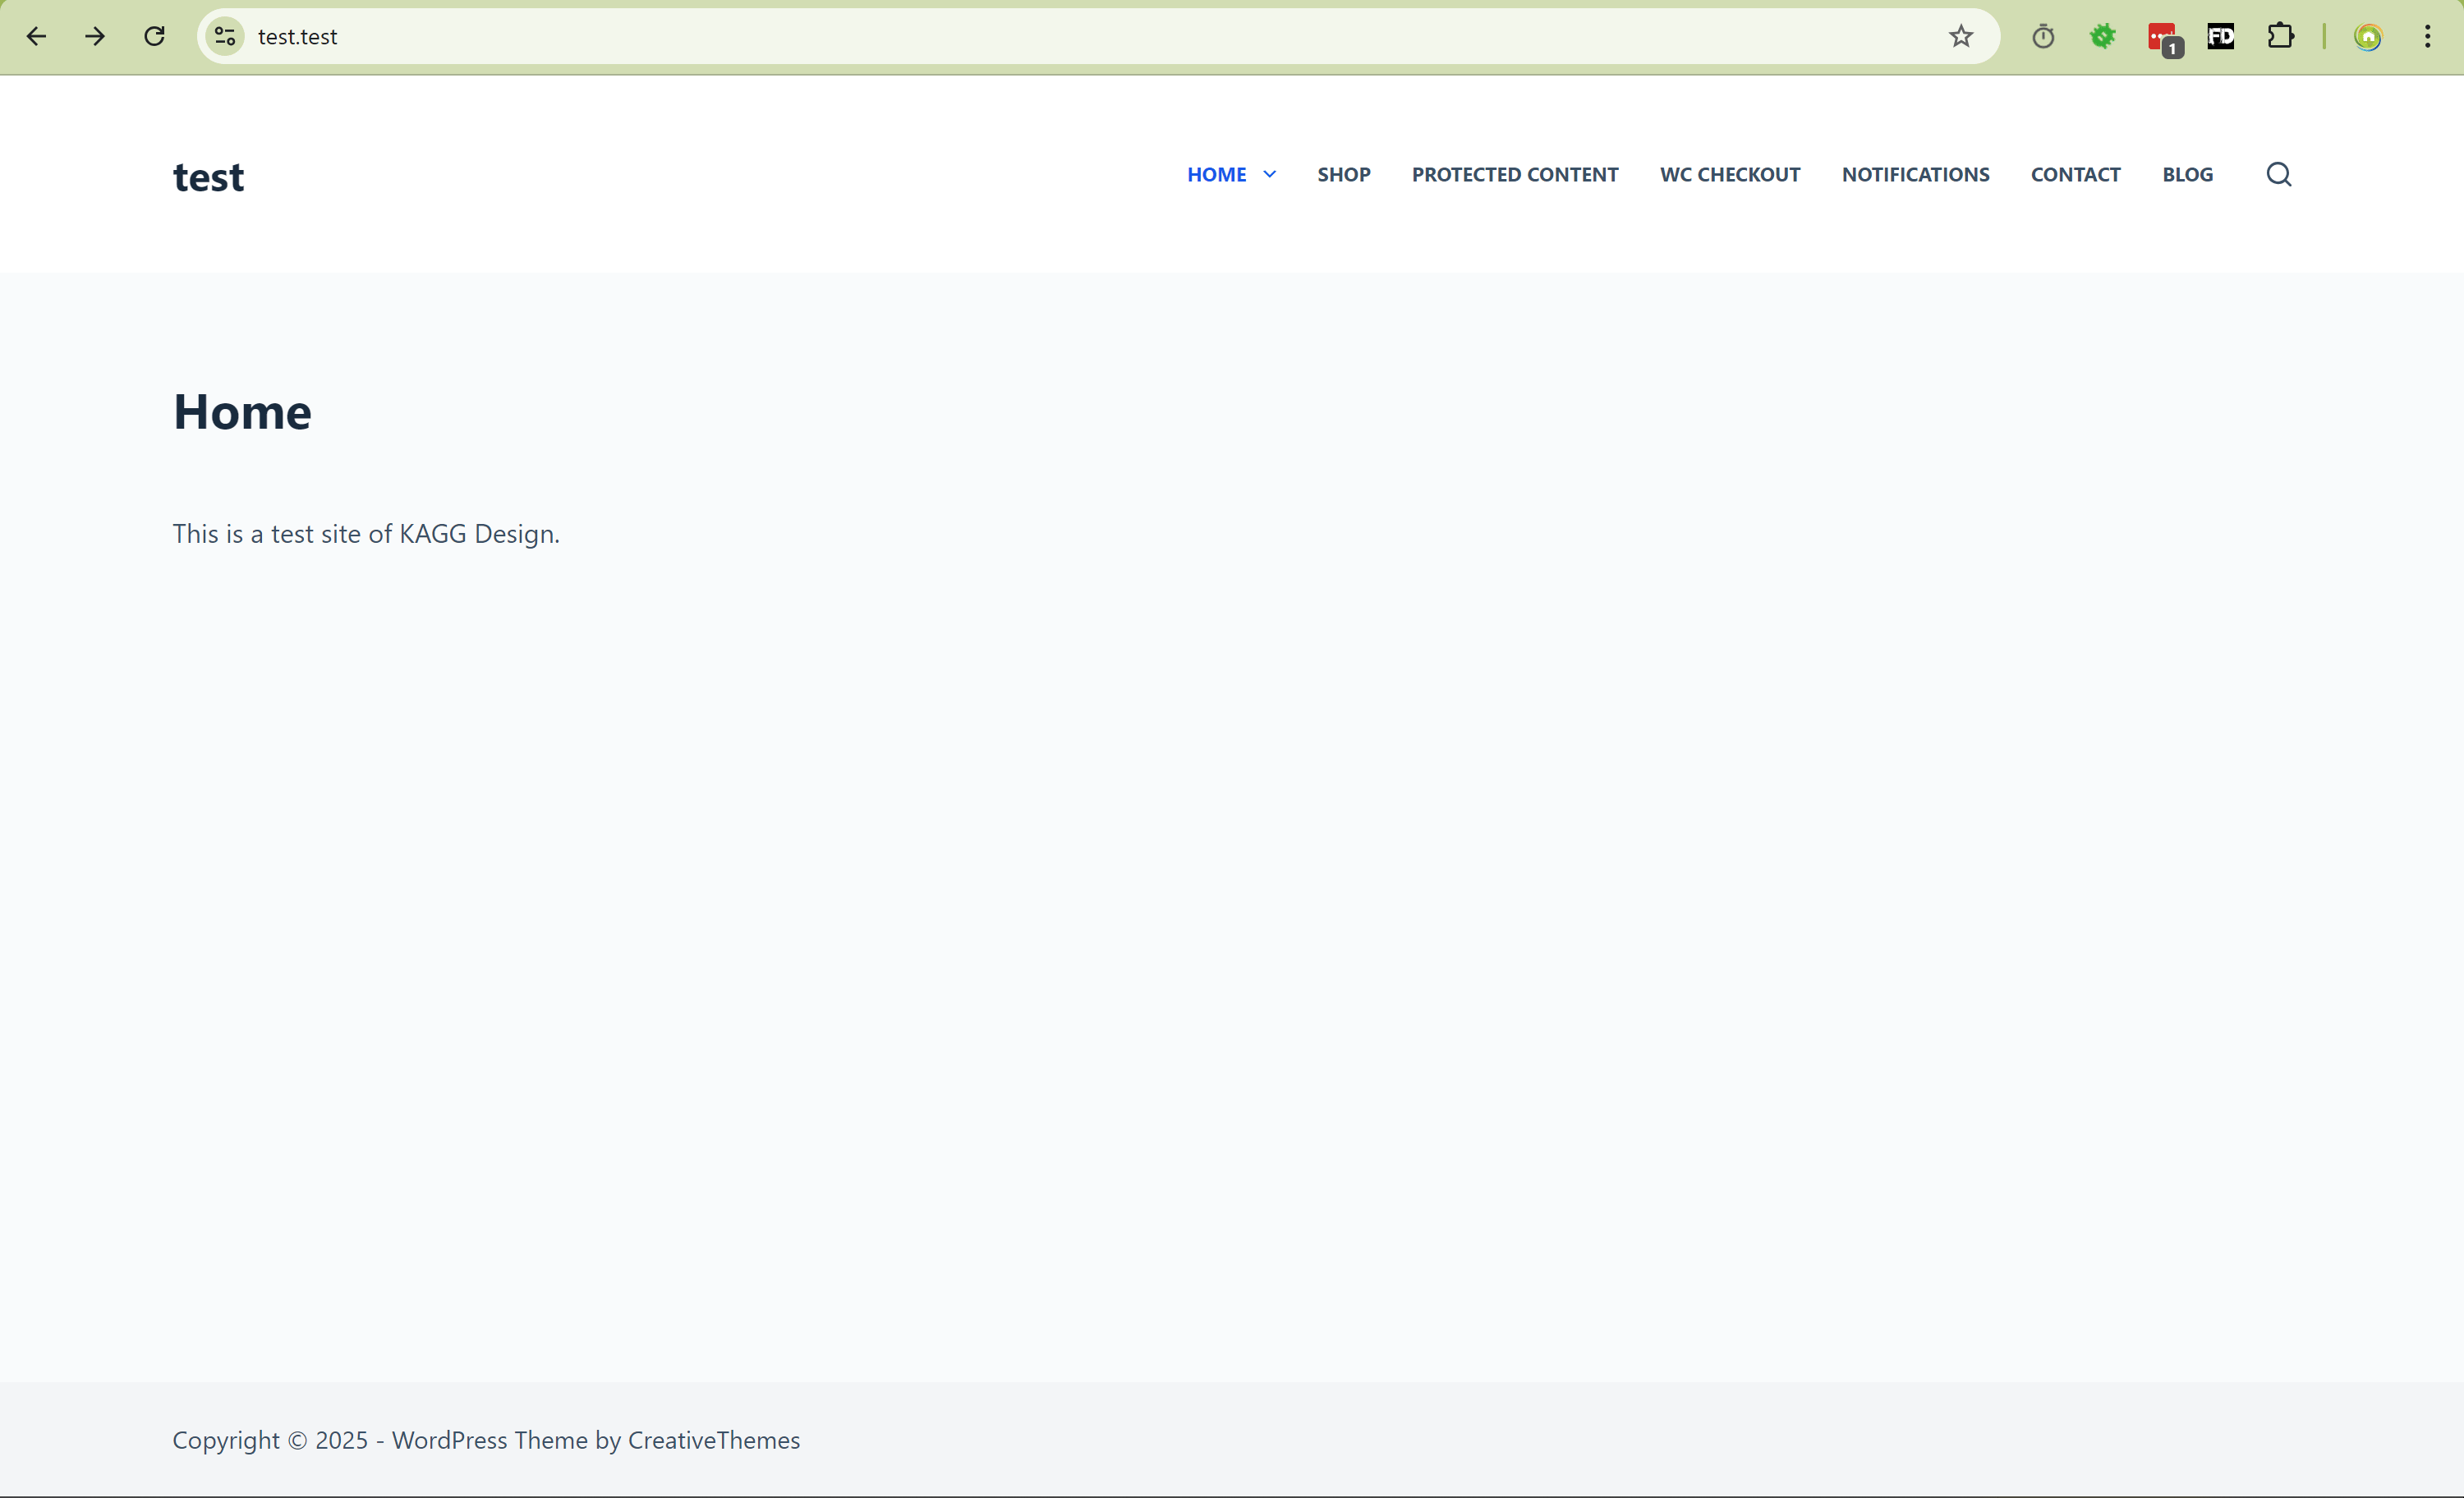 test.test
1
FD
test
HOME SHOP PROTECTED CONTENT WC CHECKOUT NOTIFICATIONS CONTACT BLOG
Home
This is a test site of KAGG Design.
Copyright © 2025 - WordPress Theme by CreativeThemes